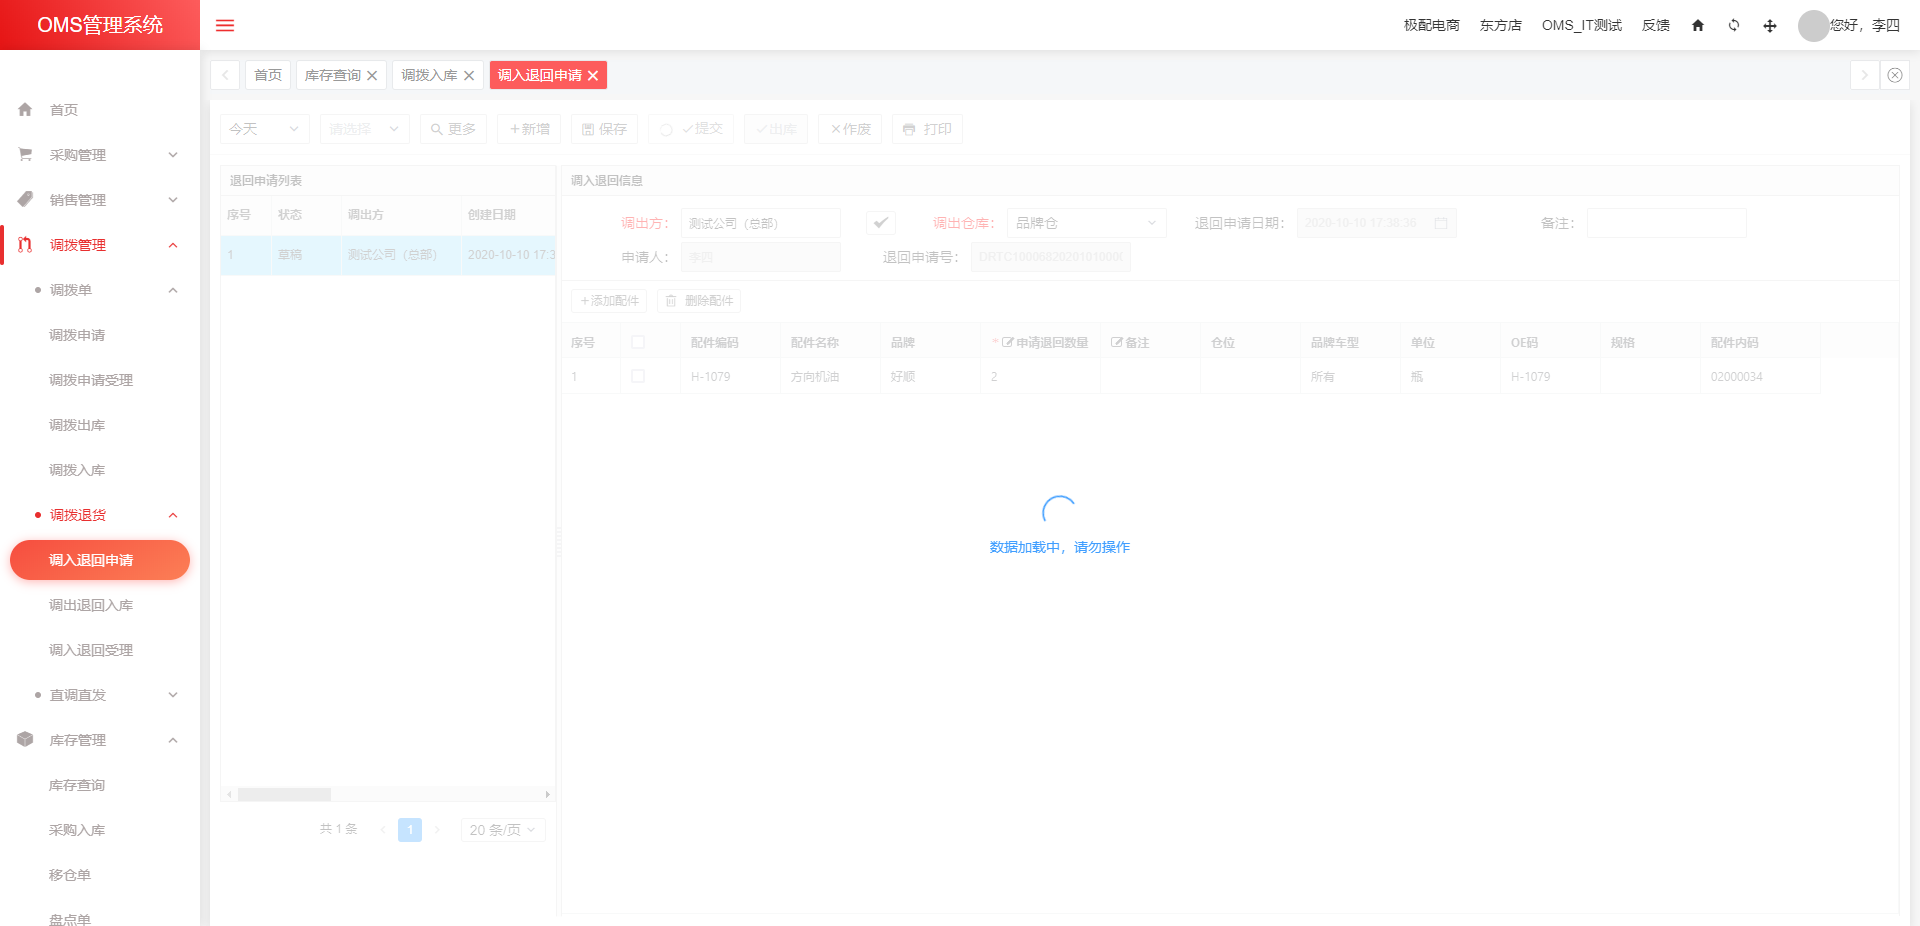 OMS管理系统
极配电商 东方店 OMS_IT测试 反馈 您好，李四
首页 库存查询 调拨入库 调入退回申请
首页
采购管理
销售管理
调拨管理
调拨单
调拨申请
调拨申请受理
调拨出库
调拨入库
调拨退货
调入退回申请
调出退回入库
调入退回受理
直调直发
库存管理
库存查询
采购入库
移仓单
盘点单
今天 请选择 更多 +新增 保存 提交 出库 作废 打印
退回申请列表
序号 状态 调出方 创建日期
1 草稿 测试公司（总部） 2020-10-10 17:3
共 1 条 1 20 条/页
调入退回信息
调出方： 测试公司（总部） 调出仓库： 品牌仓 退回申请日期： 2020-10-10 17:38:36 备注：
申请人： 李四 退回申请号：
+添加配件 删除配件
序号 配件编码 配件名称 品牌 * 申请退回数量 备注 仓位 品牌车型 单位 OE码 规格 配件内码
1 H-1079 方向机油 好顺 2 所有 瓶 H-1079 02000034
数据加载中，请勿操作